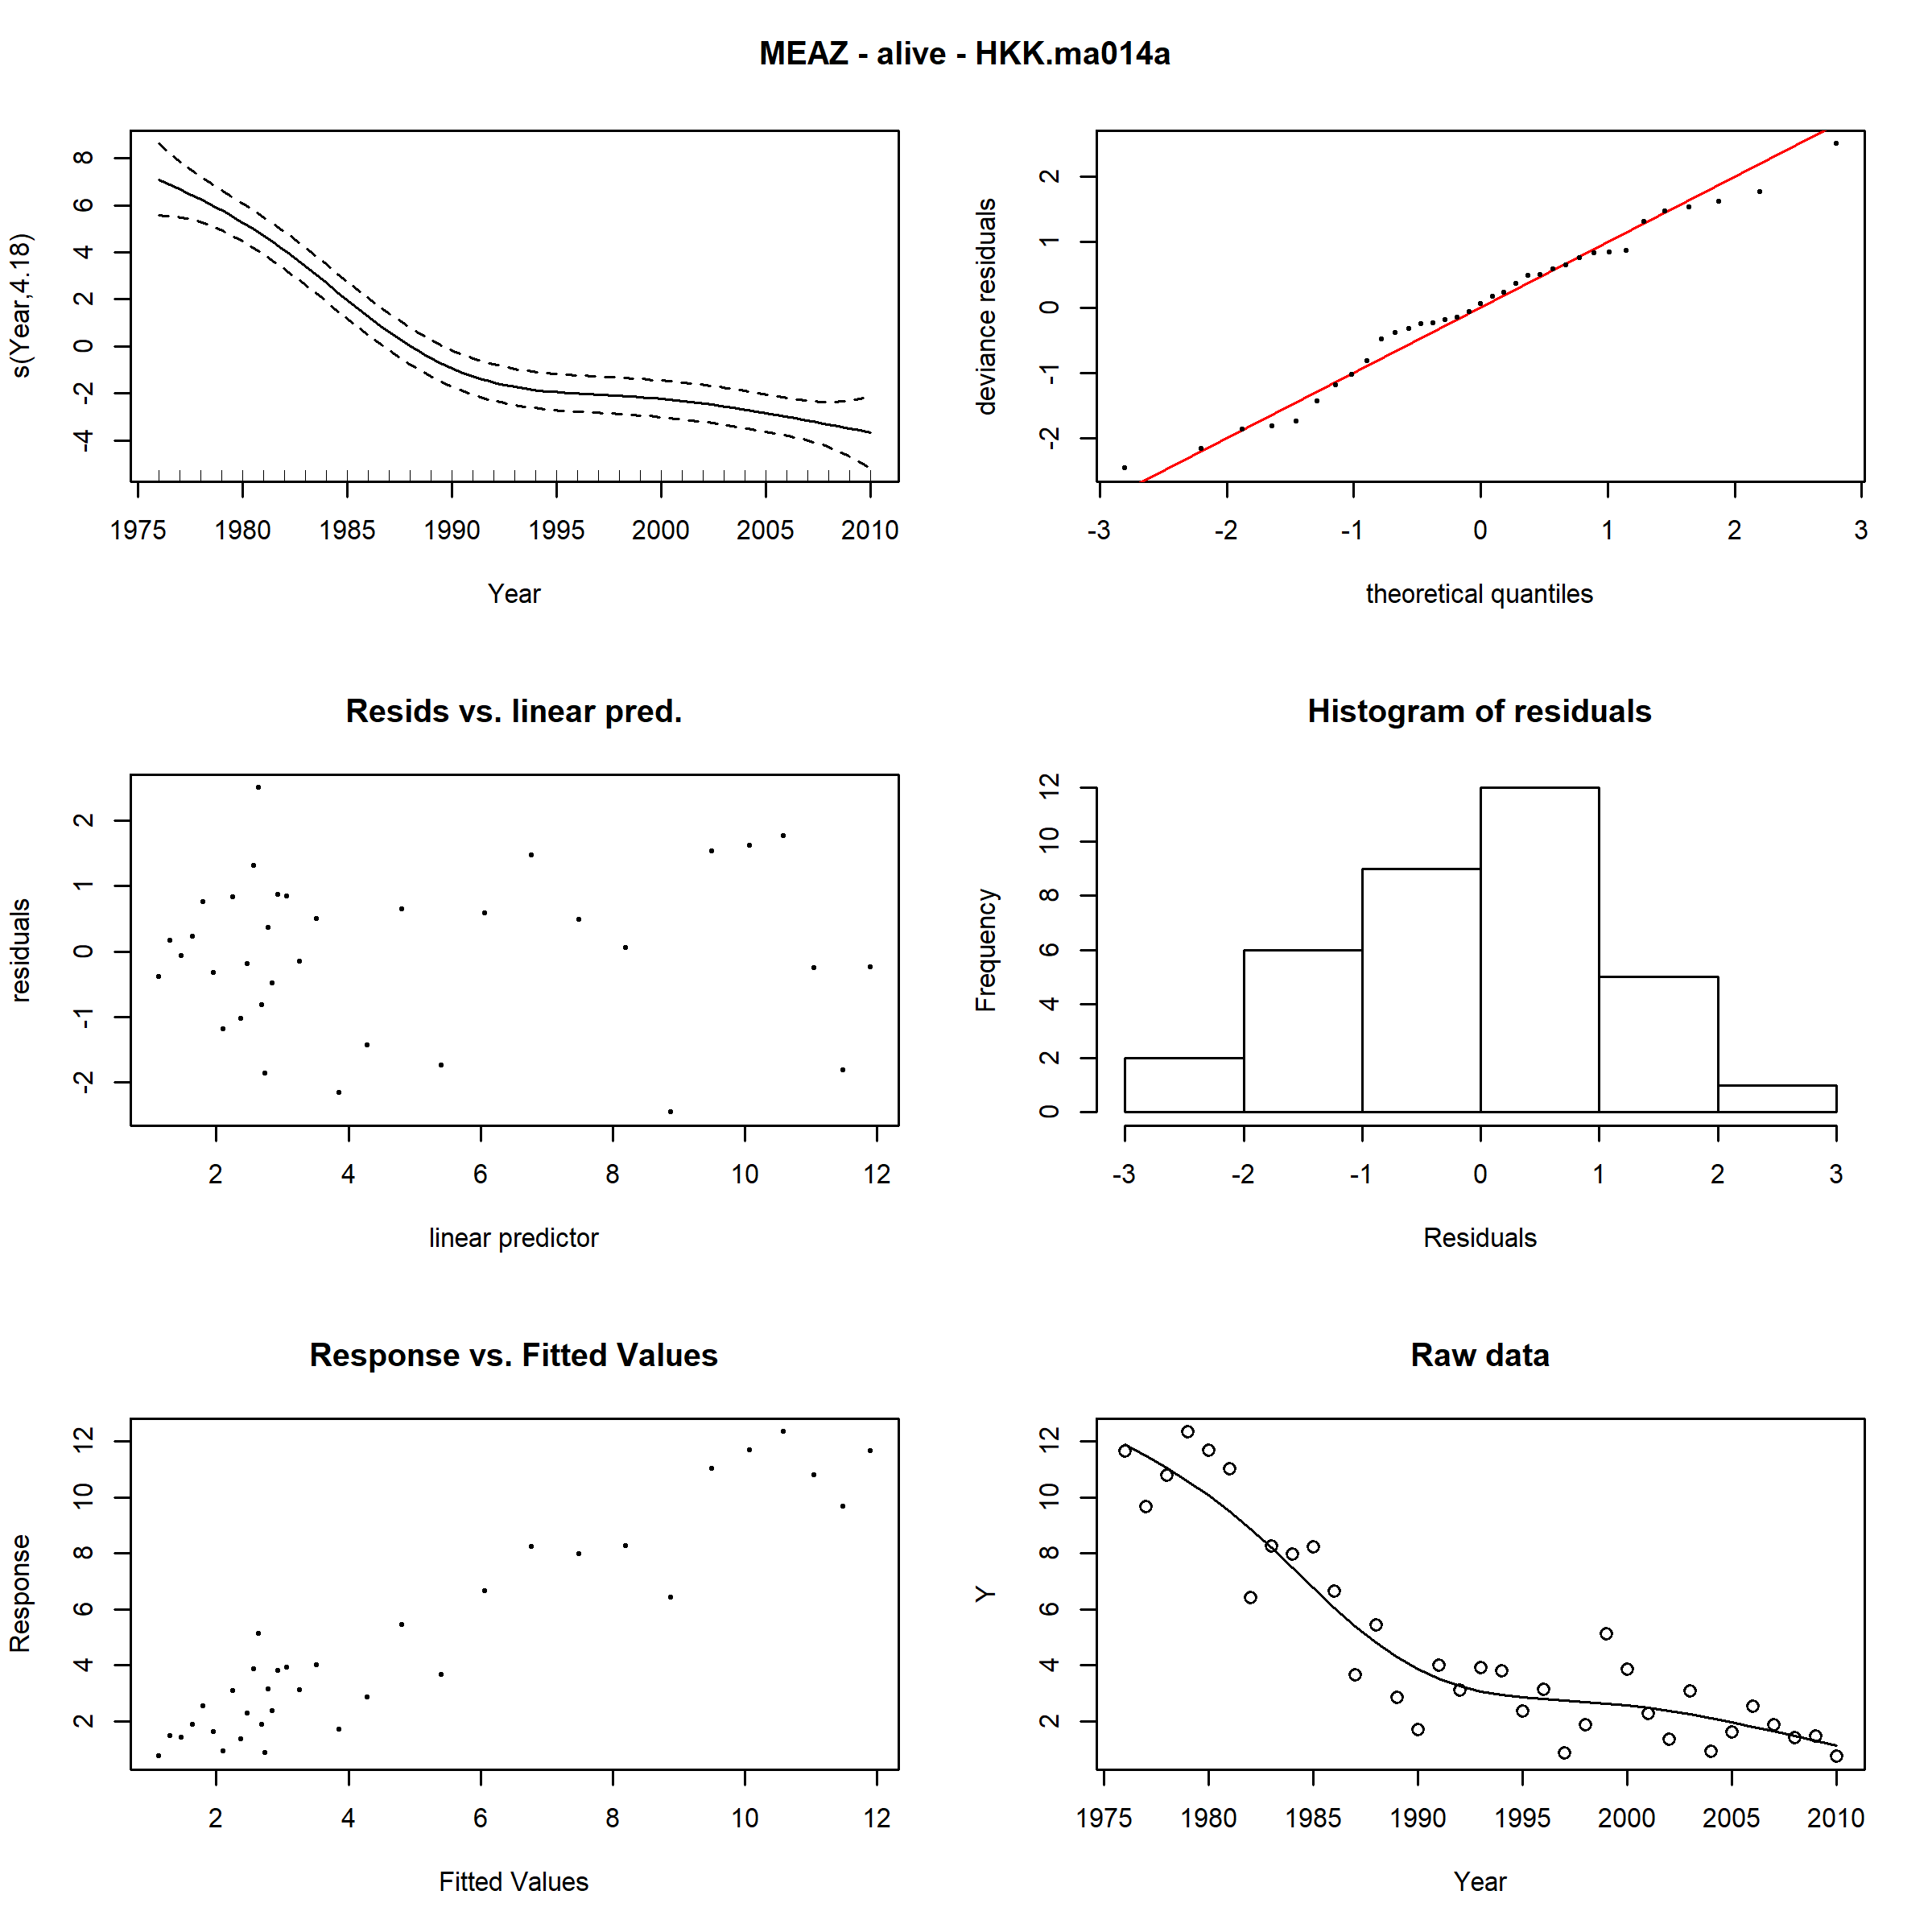 MEAZ - alive - HKK.ma014a
s(Year,4.18)
8
6
4
2
0
-2
-4
1975 1980 1985 1990 1995 2000 2005 2010
Year
deviance residuals
2
1
0
-1
-2
-3 -2 -1 0 1 2 3
theoretical quantiles
Resids vs. linear pred.
residuals
2
1
0
-1
-2
2 4 6 8 10 12
linear predictor
Histogram of residuals
Frequency
12
10
8
6
4
2
0
-3 -2 -1 0 1 2 3
Residuals
Response vs. Fitted Values
Response
12
10
8
6
4
2
2 4 6 8 10 12
Fitted Values
Raw data
Y
12
10
8
6
4
2
1975 1980 1985 1990 1995 2000 2005 2010
Year